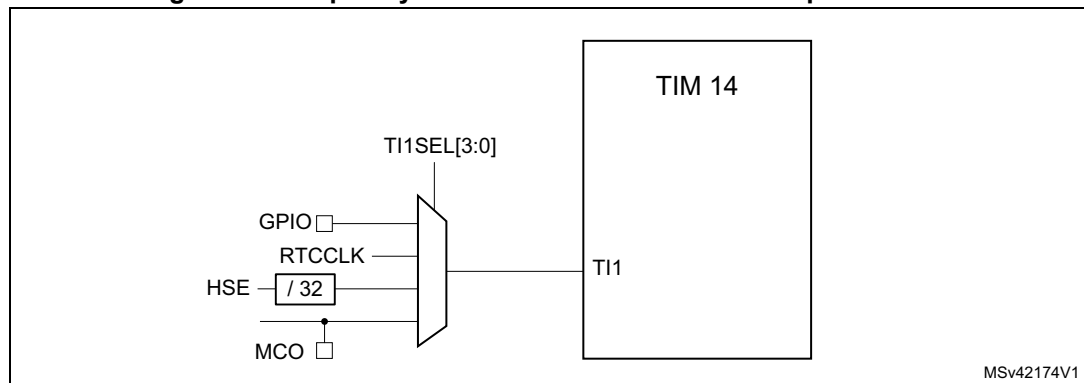 TIM 14
TI1SEL[3:0]
GPIO
RTCCLK
TI1
HSE
/ 32
MCO
MSv42174V1